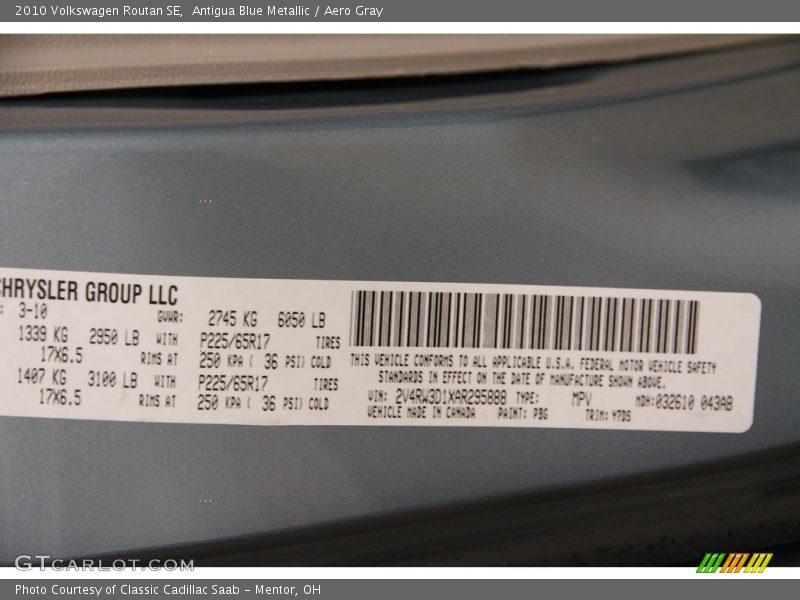 2010 Volkswagen Routan SE, Antigua Blue Metallic / Aero Gray
CHRYSLER GROUP LLC
: 3-10 GVWR: 2745 KG 6050 LB
1339 KG 2950 LB WITH P225/65R17 TIRES
17X6.5 RIMS AT 250 KPA ( 36 PSI) COLD
1407 KG 3100 LB WITH P225/65R17 TIRES
17X6.5 RIMS AT 250 KPA ( 36 PSI) COLD
THIS VEHICLE CONFORMS TO ALL APPLICABLE U.S.A. FEDERAL MOTOR VEHICLE SAFETY
STANDARDS IN EFFECT ON THE DATE OF MANUFACTURE SHOWN ABOVE.
VIN: 2V4RW3D1XAR295888 TYPE: MPV MDH:032610 043AB
VEHICLE MADE IN CANADA PAINT: PBG TRIM: Y7DS
GTCARLOT.COM
Photo Courtesy of Classic Cadillac Saab - Mentor, OH